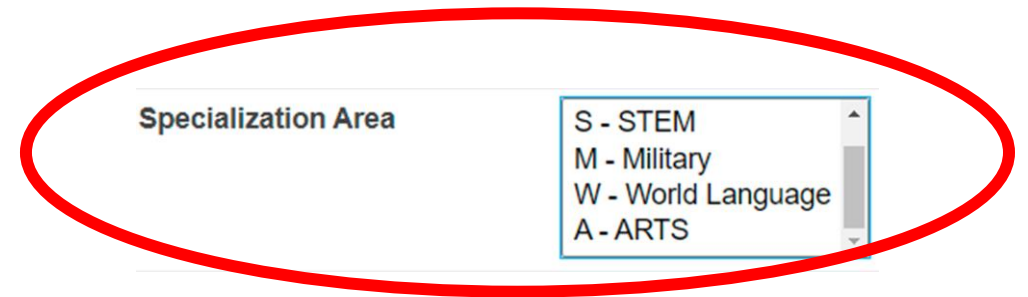 Specialization Area
S - STEM
M - Military
W - World Language
A - ARTS